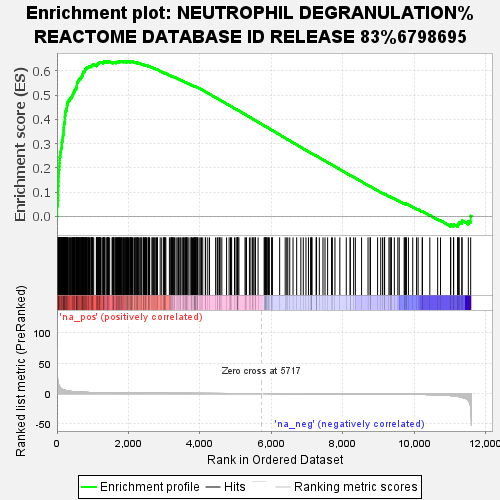 Enrichment plot: NEUTROPHIL DEGRANULATION%
REACTOME DATABASE ID RELEASE 83%6798695
Enrichment score (ES)
0.6
0.5
0.4
0.3
0.2
0.1
0.0
'na_pos' (positively correlated)
Ranked list metric (PreRanked)
100
50
0
-50
Zero cross at 5717
'na_neg' (negatively correlated)
0
2,000
4,000
6,000
8,000
10,000
12,000
Rank in Ordered Dataset
Enrichment profile
Hits
Ranking metric scores